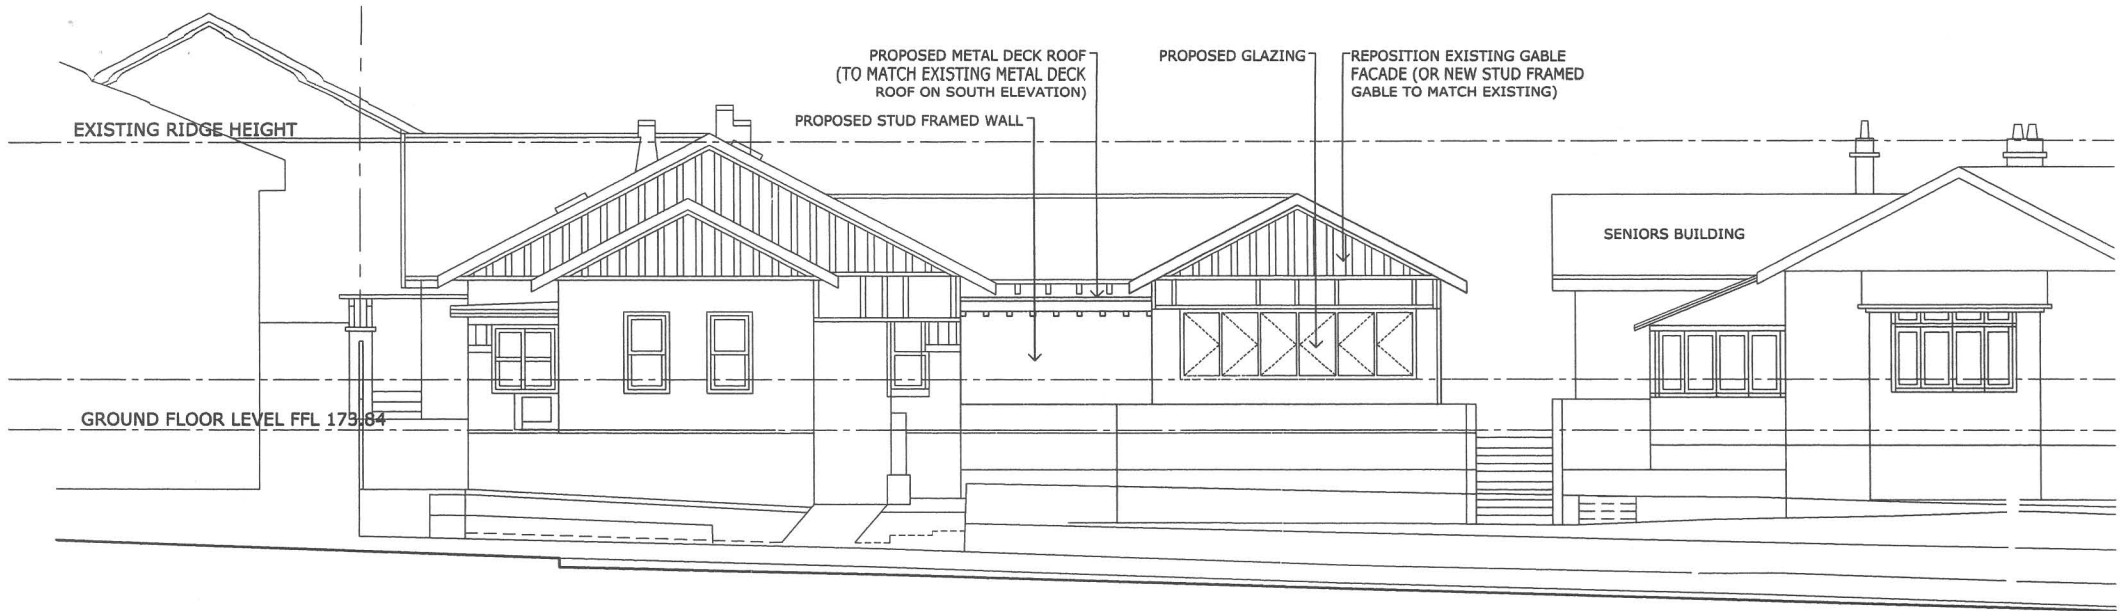 PROPOSED METAL DECK ROOF
(TO MATCH EXISTING METAL DECK
ROOF ON SOUTH ELEVATION)
PROPOSED GLAZING
REPOSITION EXISTING GABLE
FACADE (OR NEW STUD FRAMED
GABLE TO MATCH EXISTING)
PROPOSED STUD FRAMED WALL
EXISTING RIDGE HEIGHT
SENIORS BUILDING
GROUND FLOOR LEVEL FFL 173.84